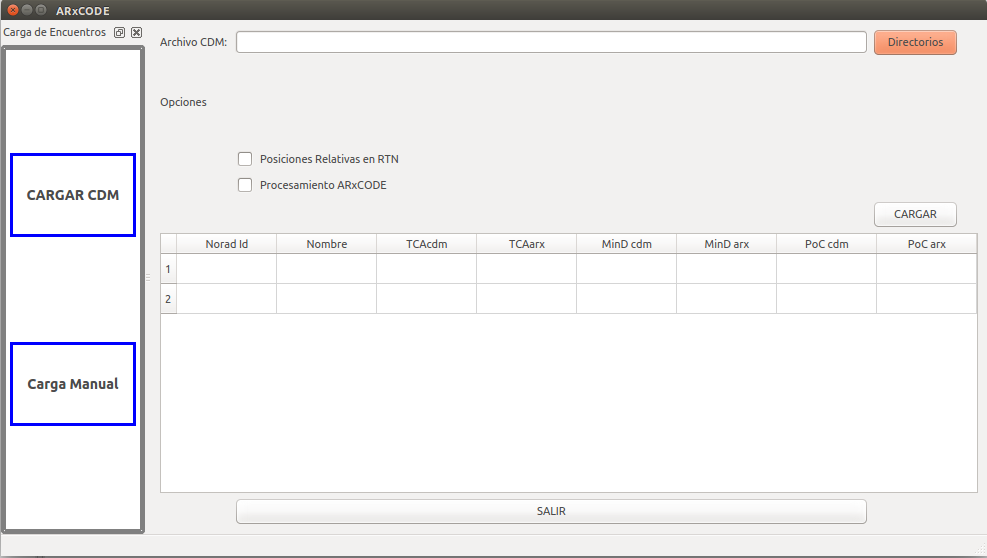 ARxCODE
Carga de Encuentros
Archivo CDM:
Directorios
Opciones
CARGAR CDM
Posiciones Relativas en RTN
Procesamiento ARxCODE
CARGAR
Norad Id Nombre TCAcdm TCAarx MinD cdm MinD arx PoC cdm PoC arx
1
2
Carga Manual
SALIR